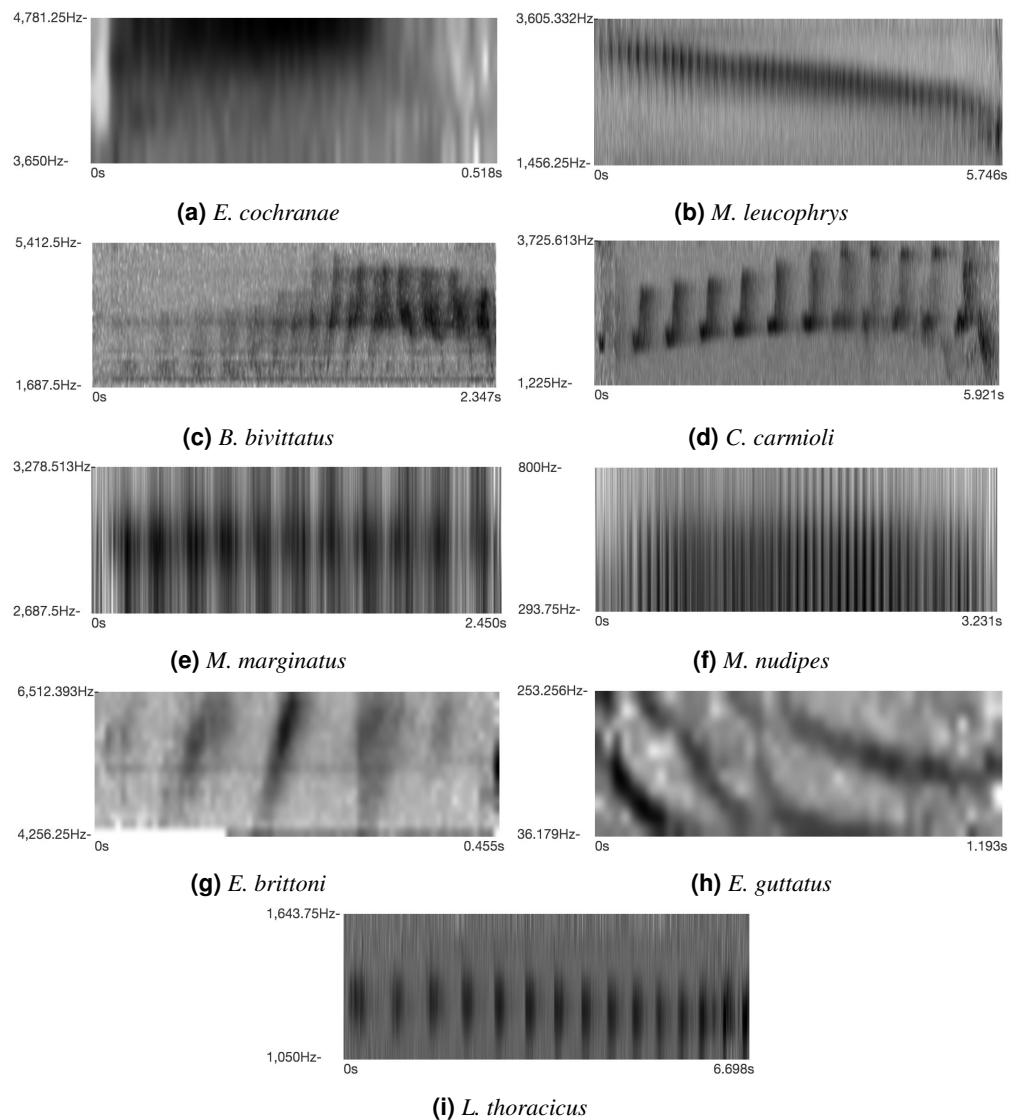 4,781.25Hz-
3,650Hz-
0s 0.518s
(a) E. cochranae
3,605.332Hz-
1,456.25Hz-
0s 5.746s
(b) M. leucophrys
5,412.5Hz-
1,687.5Hz-
0s 2.347s
(c) B. bivittatus
3,725.613Hz-
1,225Hz-
0s 5.921s
(d) C. carmioli
3,278.513Hz-
2,687.5Hz-
0s 2.450s
(e) M. marginatus
800Hz-
293.75Hz-
0s 3.231s
(f) M. nudipes
6,512.393Hz-
4,256.25Hz-
0s 0.455s
(g) E. brittoni
253.256Hz-
36.179Hz-
0s 1.193s
(h) E. guttatus
1,643.75Hz-
1,050Hz-
0s 6.698s
(i) L. thoracicus